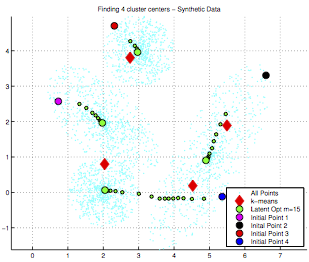 Finding 4 cluster centers – Synthetic Data
4
3
2
1
0
−1
0
1
2
3
4
5
6
7
All Points
k−means
Latent Opt m=15
Initial Point 1
Initial Point 2
Initial Point 3
Initial Point 4